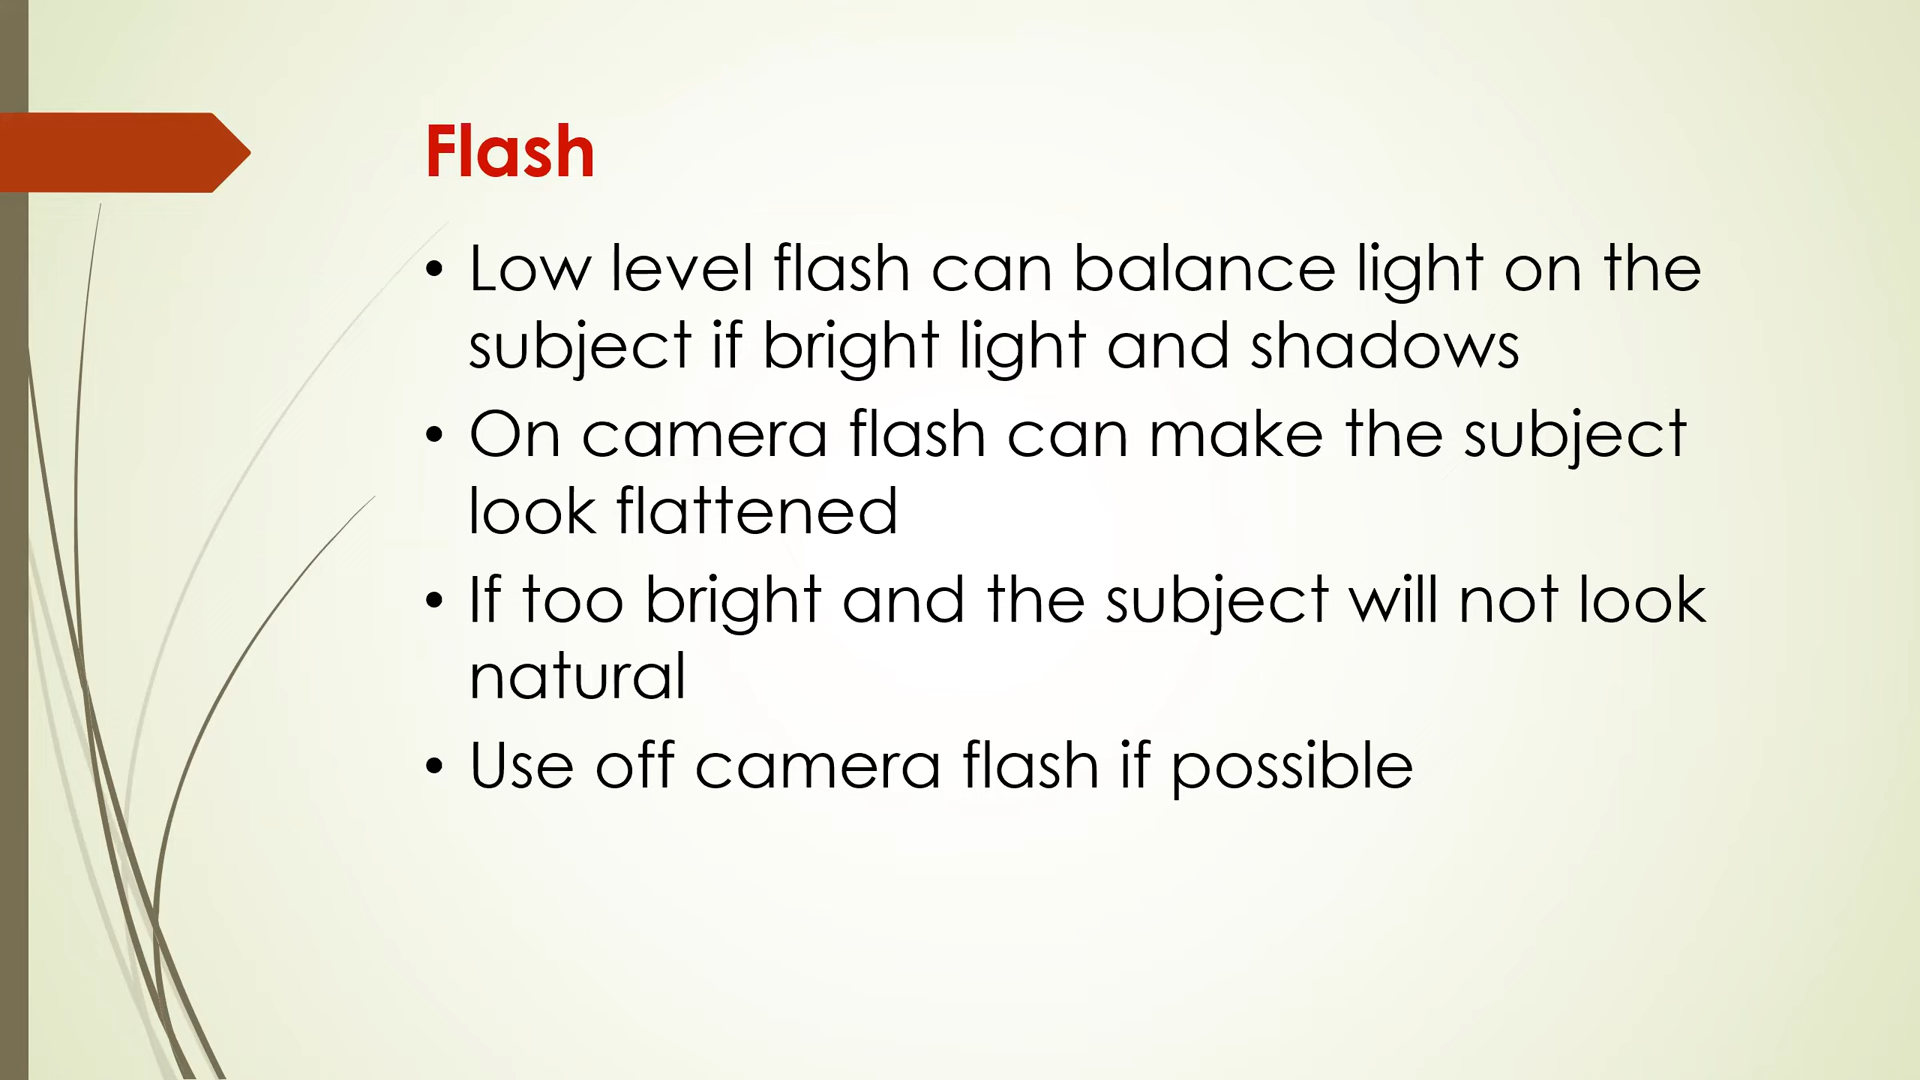 Flash
• Low level flash can balance light on the
subject if bright light and shadows
• On camera flash can make the subject
look flattened
• If too bright and the subject will not look
natural
• Use off camera flash if possible